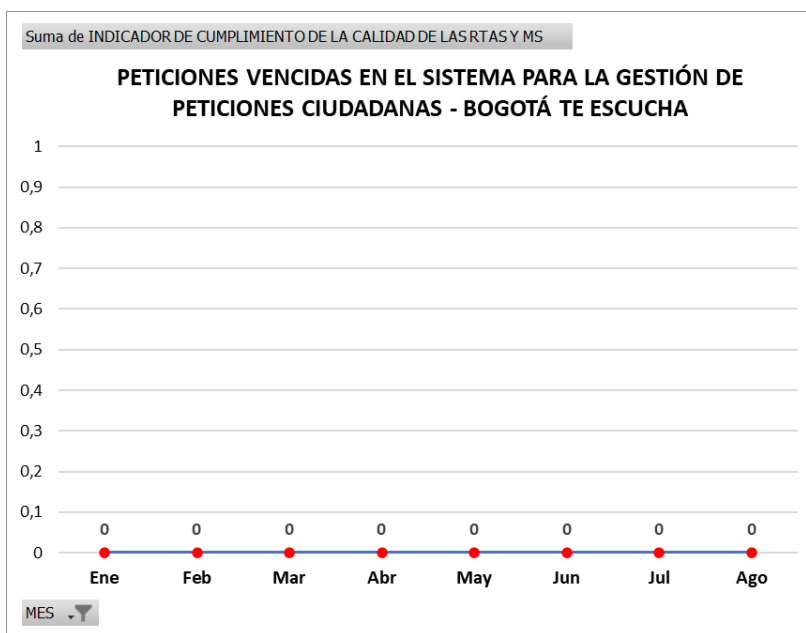 Suma de INDICADOR DE CUMPLIMIENTO DE LA CALIDAD DE LAS RTAS Y MS
PETICIONES VENCIDAS EN EL SISTEMA PARA LA GESTIÓN DE
PETICIONES CIUDADANAS - BOGOTÁ TE ESCUCHA
1
0,9
0,8
0,7
0,6
0,5
0,4
0,3
0,2
0,1
0
0 0 0 0 0 0 0 0
Ene Feb Mar Abr May Jun Jul Ago
MES